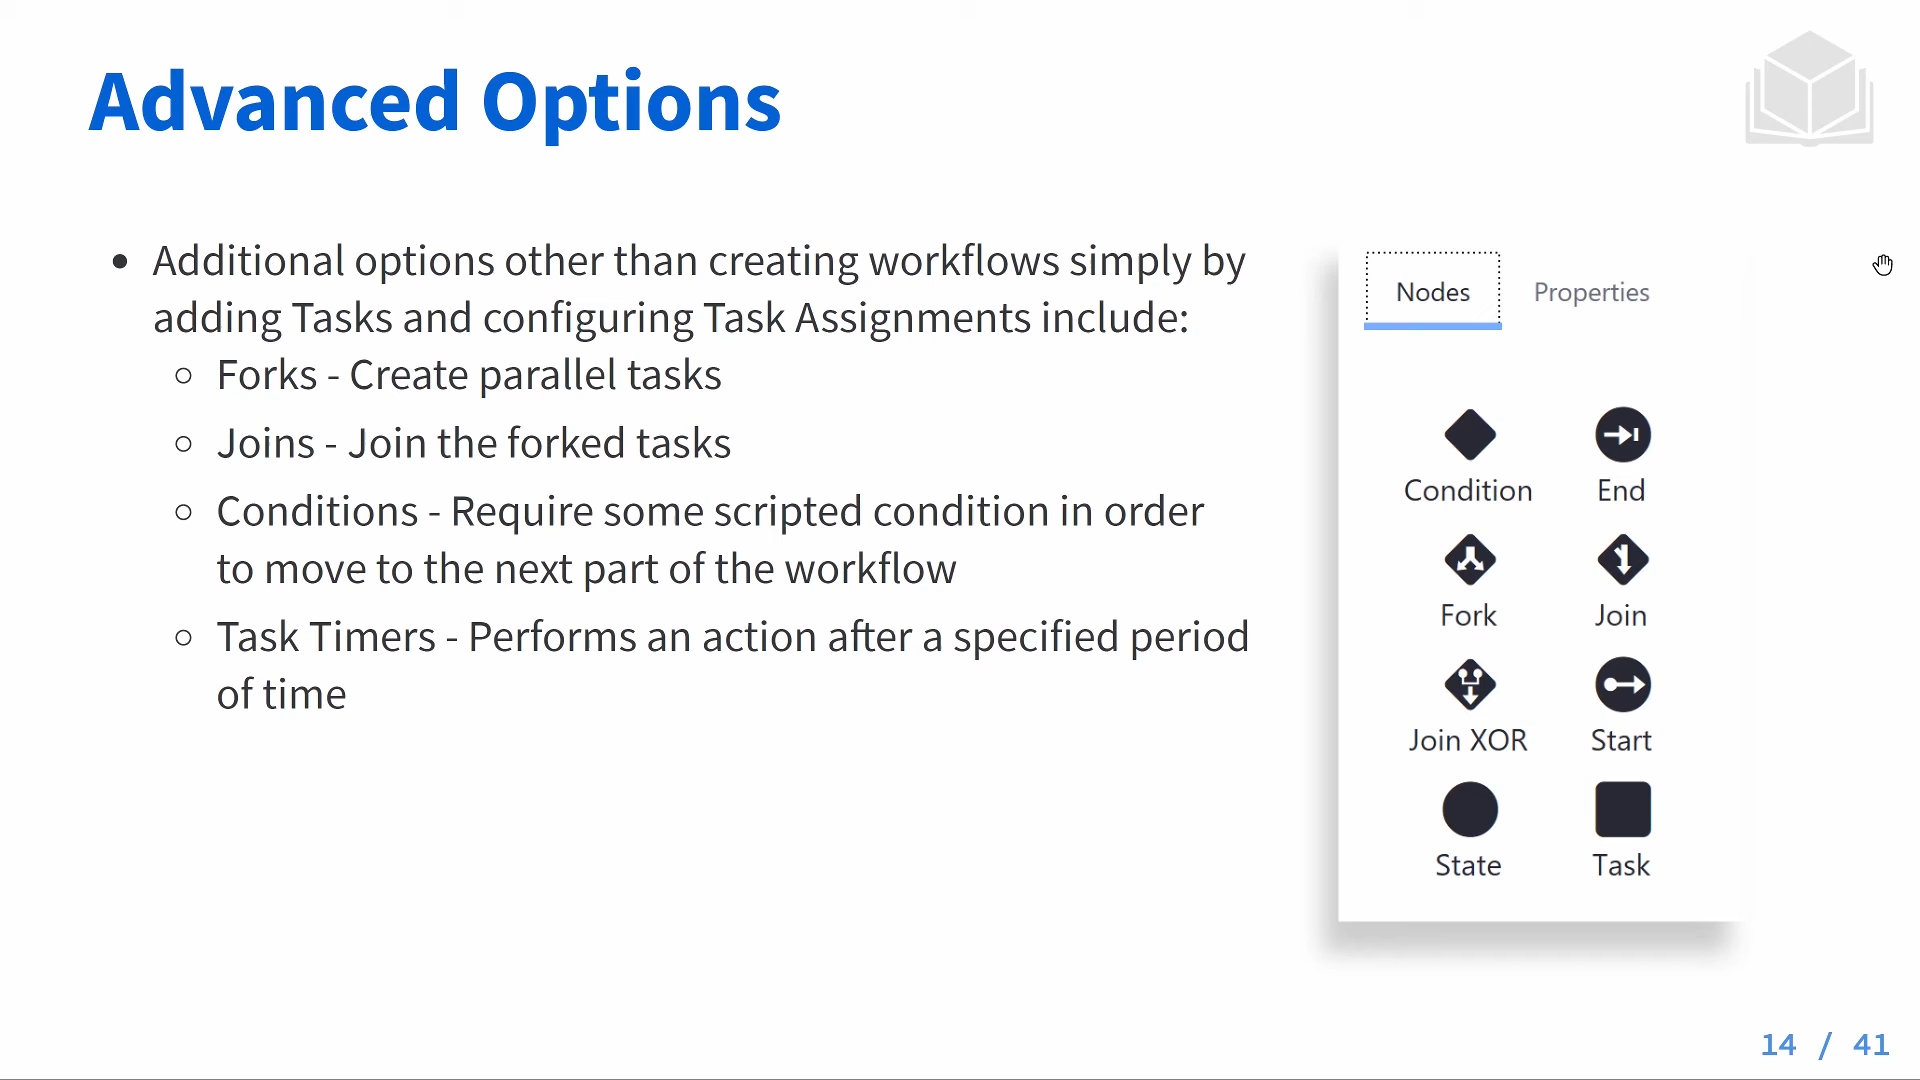 Advanced Options
Additional options other than creating workflows simply by
adding Tasks and configuring Task Assignments include:
Forks - Create parallel tasks
Joins - Join the forked tasks
Conditions - Require some scripted condition in order
to move to the next part of the workflow
Task Timers - Performs an action after a specified period
of time
Nodes Properties
Condition End
Fork Join
Join XOR Start
State Task
14 / 41